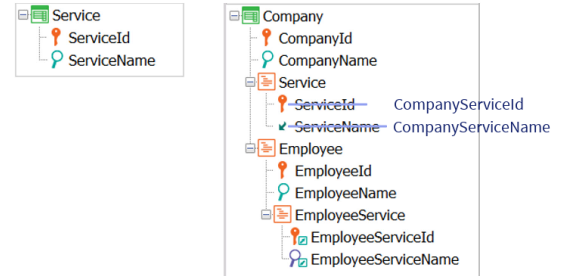 Service
ServiceId
ServiceName
Company
CompanyId
CompanyName
Service
ServiceId CompanyServiceId
ServiceName CompanyServiceName
Employee
EmployeeId
EmployeeName
EmployeeService
EmployeeServiceId
EmployeeServiceName